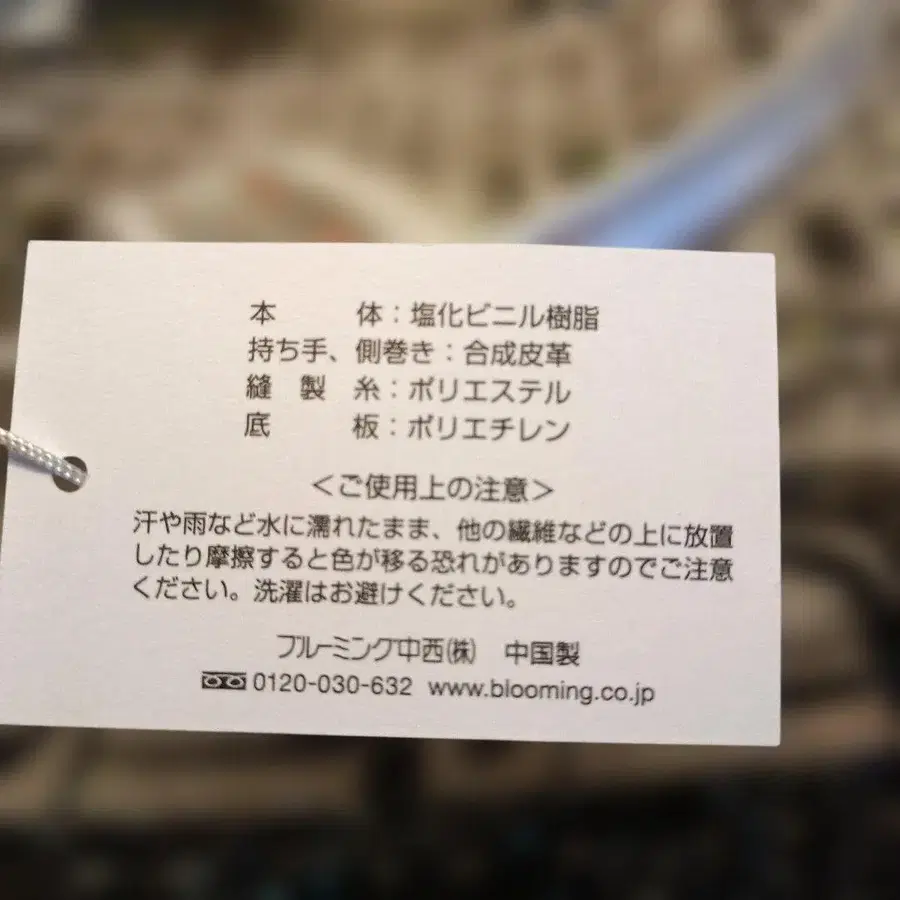 本　　　体：塩化ビニル樹脂
持ち手、側巻き：合成皮革
縫　製　糸：ポリエステル
底　　　板：ポリエチレン
＜ご使用上の注意＞
汗や雨など水に濡れたまま、他の繊維などの上に放置
したり摩擦すると色が移る恐れがありますのでご注意
ください。洗濯はお避けください。
ブルーミング中西㈱　中国製
0120-030-632 www.blooming.co.jp